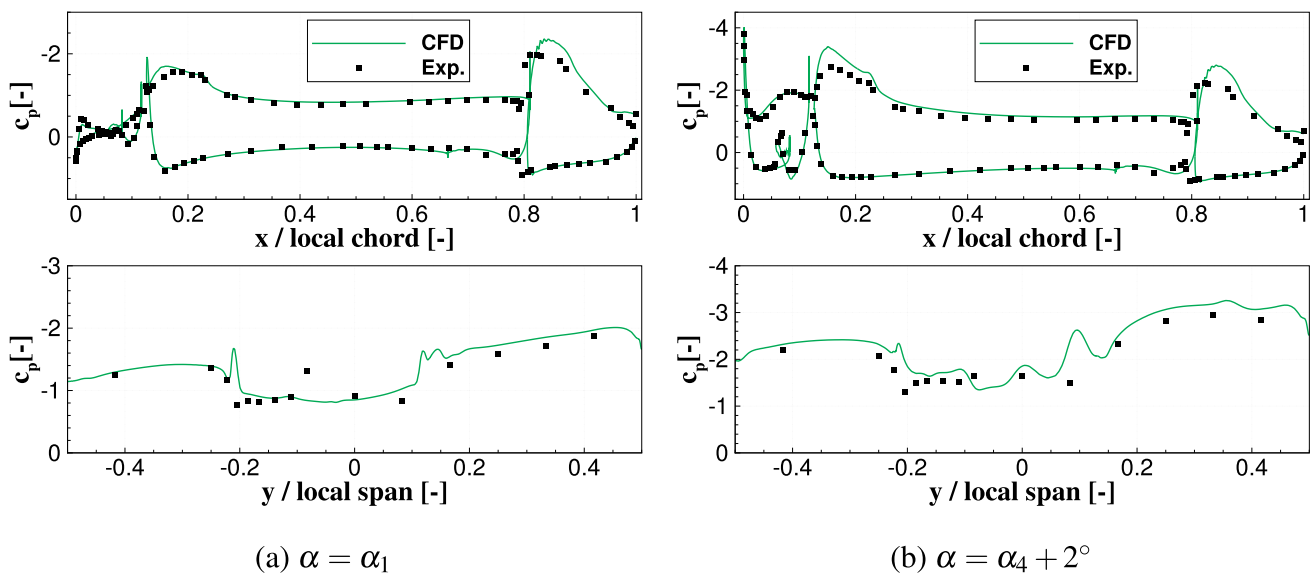 CFD
Exp.
c_p[-]
-2
0
0 0.2 0.4 0.6 0.8 1
x / local chord [-]
CFD
Exp.
c_p[-]
-4
-2
0
0 0.2 0.4 0.6 0.8 1
x / local chord [-]
c_p[-]
-3
-2
-1
0
-0.4 -0.2 0 0.2 0.4
y / local span [-]
c_p[-]
-4
-3
-2
-1
0
-0.4 -0.2 0 0.2 0.4
y / local span [-]
(a) α = α₁
(b) α = α₄ + 2°